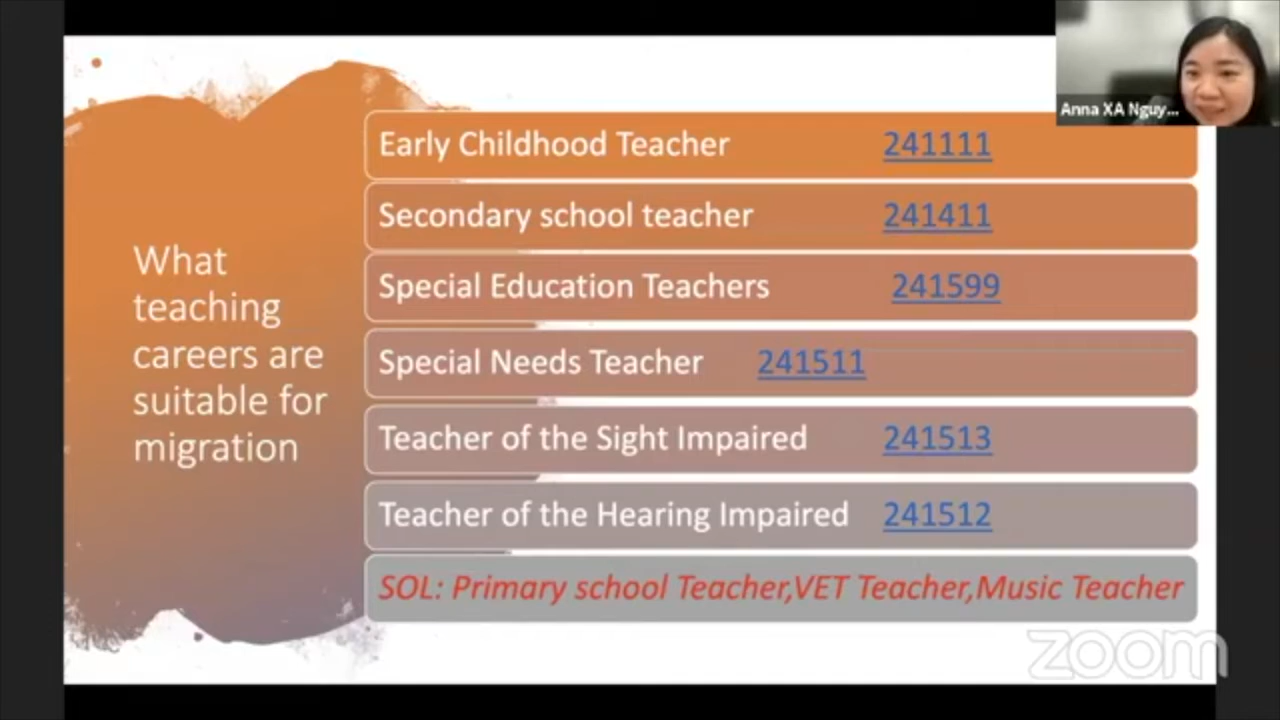 Anna XA Nguy...
What
teaching
careers are
suitable for
migration
Early Childhood Teacher 241111
Secondary school teacher 241411
Special Education Teachers 241599
Special Needs Teacher 241511
Teacher of the Sight Impaired 241513
Teacher of the Hearing Impaired 241512
SOL: Primary school Teacher,VET Teacher,Music Teacher
zoom